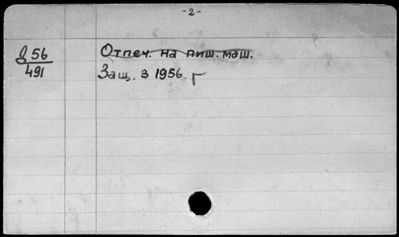 -2-
Отпеч. на пиш. маш.
56
491
Защ. в 1956. г